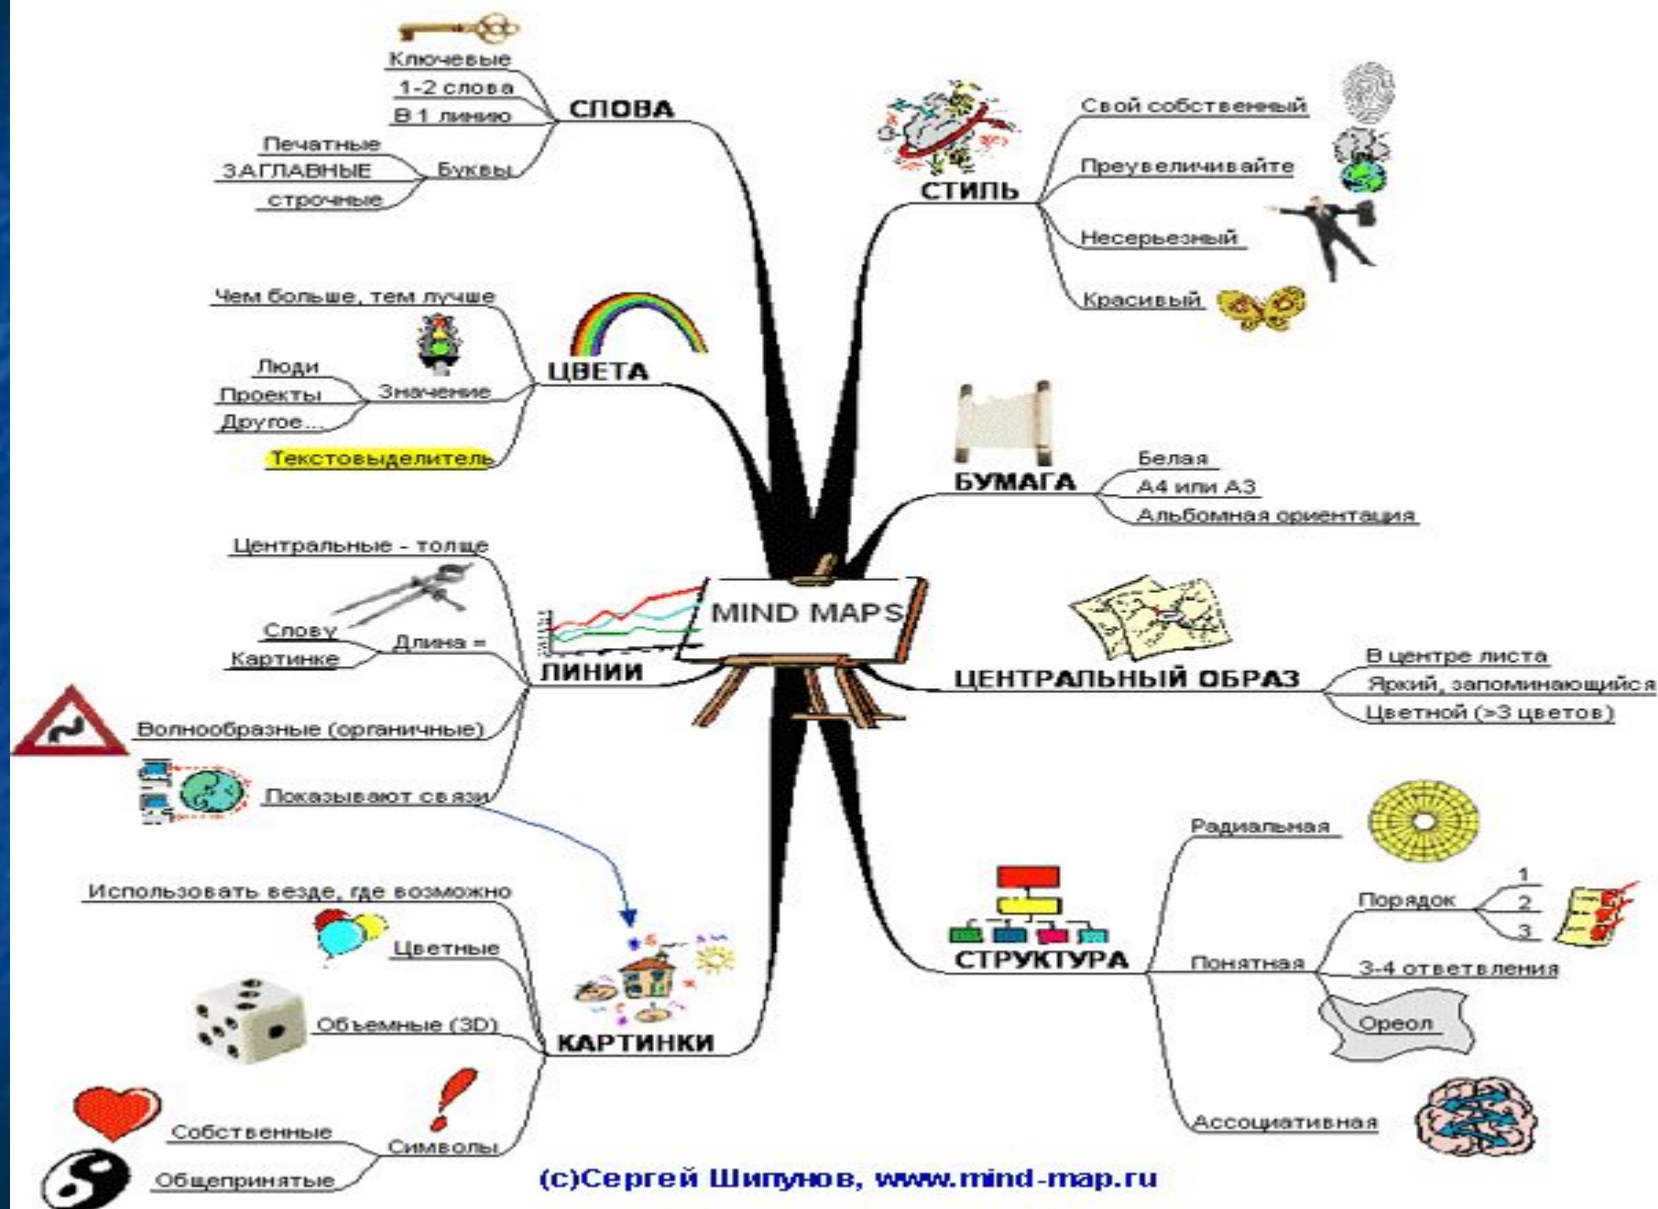 Ключевые
1-2 слова
В 1 линию
СЛОВА
Печатные
ЗАГЛАВНЫЕ
строчные
Буквы
Чем больше, тем лучше
ЦВЕТА
Люди
Проекты
Другое...
Значение
Текстовыделитель
Центральные - толще
Слову
Картинке
Длина =
ЛИНИИ
Волнообразные (органичные)
Показывают связи
Использовать везде, где возможно
Цветные
Объемные (3D)
КАРТИНКИ
Собственные
Общепринятые
Символы
MIND MAPS
СТИЛЬ
Свой собственный
Преувеличивайте
Несерьезный
Красивый
БУМАГА
Белая
А4 или А3
Альбомная ориентация
ЦЕНТРАЛЬНЫЙ ОБРАЗ
В центре листа
Яркий, запоминающийся
Цветной (>3 цветов)
СТРУКТУРА
Радиальная
Понятная
Порядок
1
2
3
3-4 ответвления
Ореол
Ассоциативная
(c)Сергей Шипунов, www.mind-map.ru